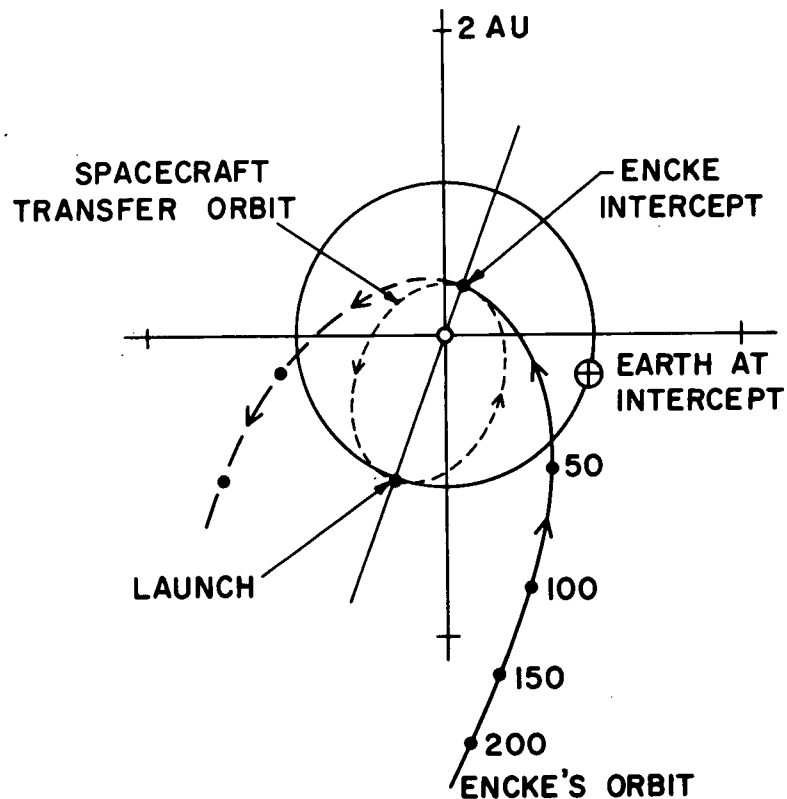 2 AU
SPACECRAFT
TRANSFER ORBIT
ENCKE
INTERCEPT
EARTH AT
INTERCEPT
50
LAUNCH
100
150
200
ENCKE'S ORBIT